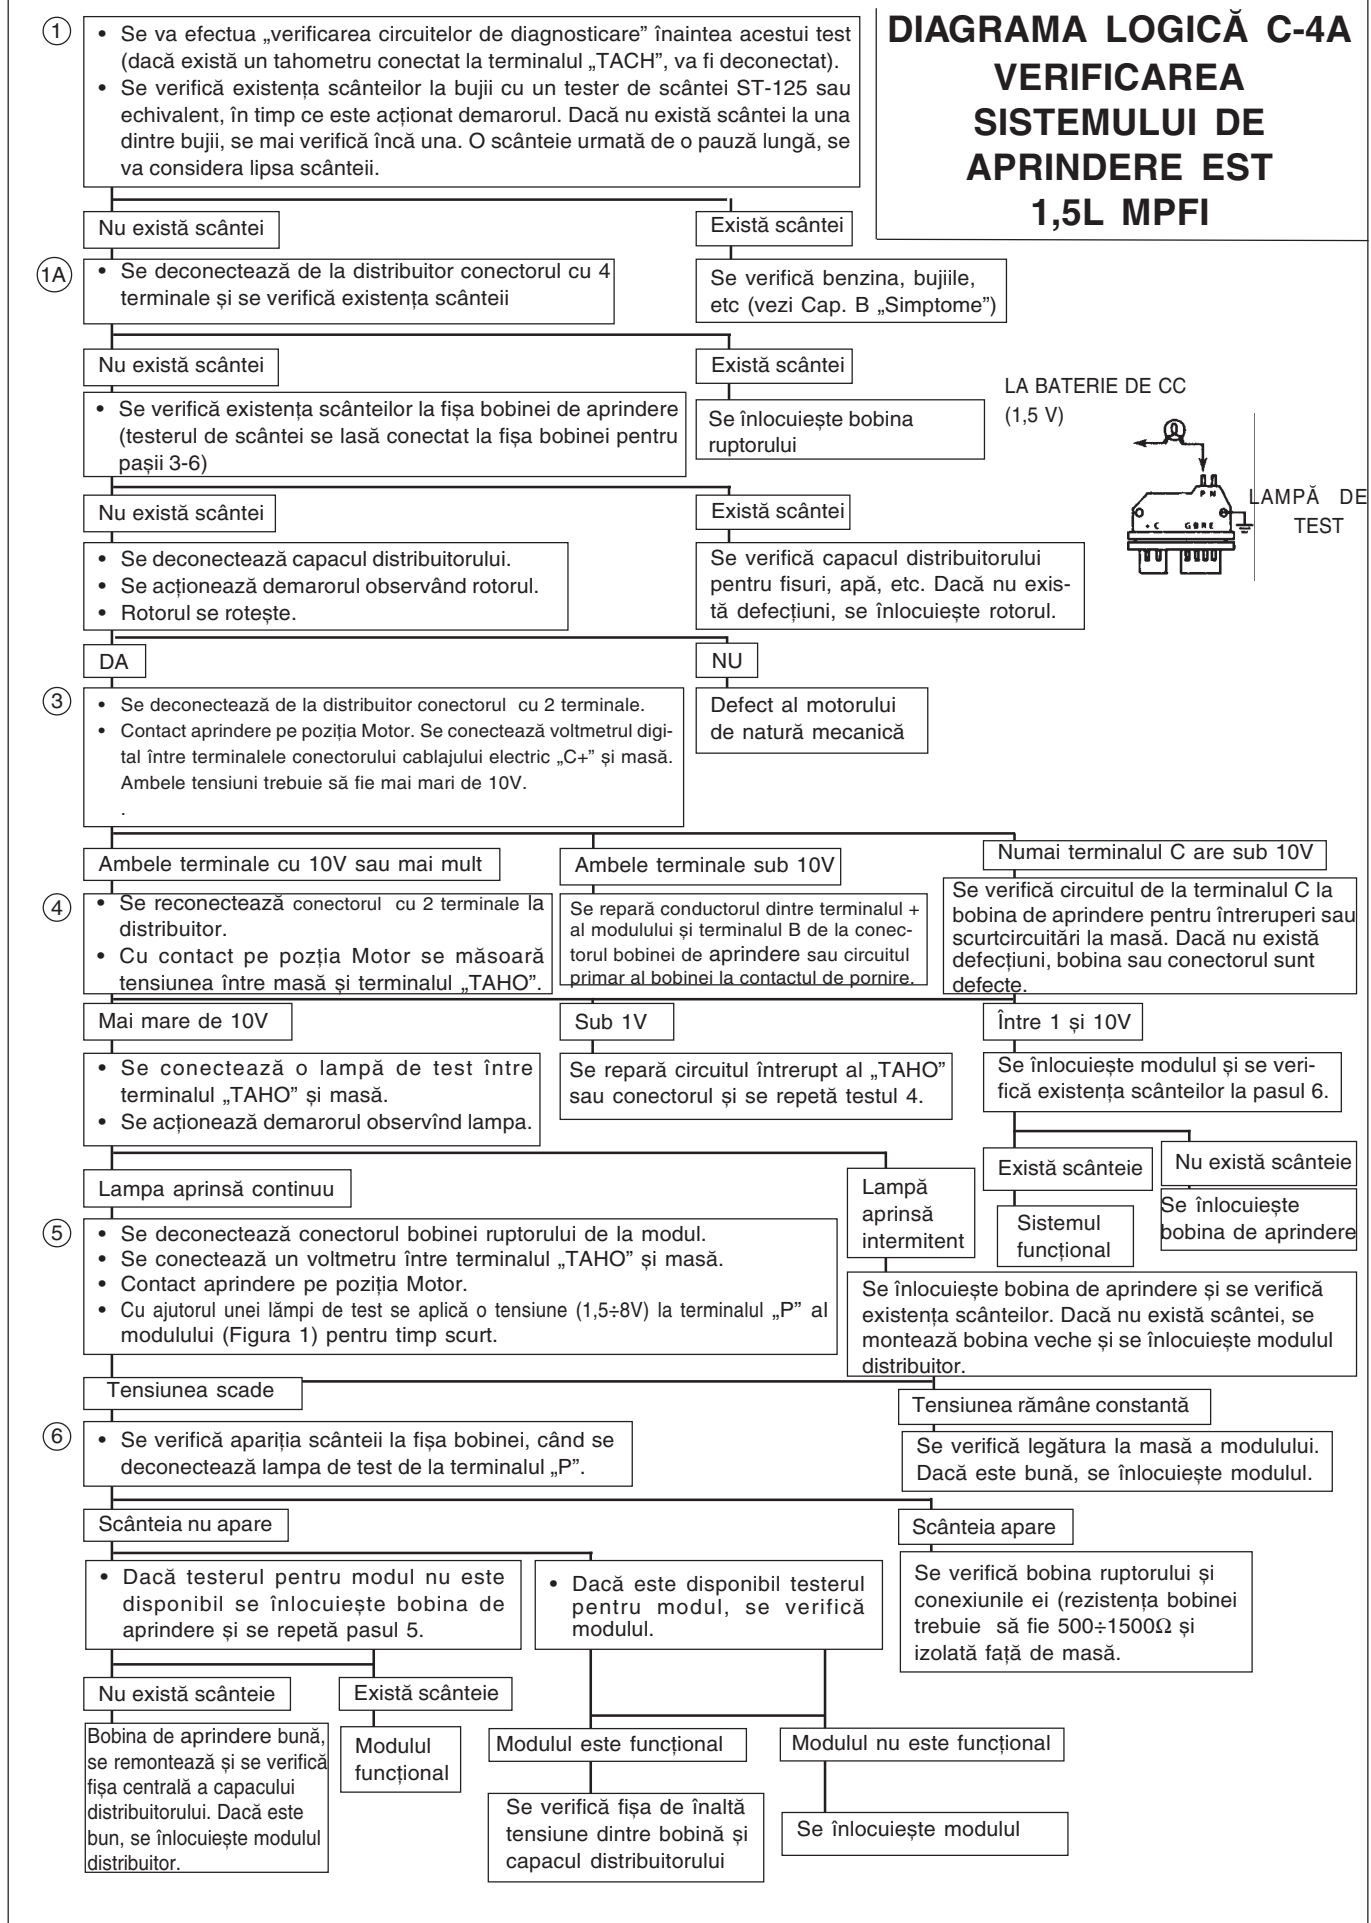 DIAGRAMA LOGICĂ C-4A
VERIFICAREA
SISTEMULUI DE
APRINDERE EST
1,5L MPFI
1
• Se va efectua „verificarea circuitelor de diagnosticare” înaintea acestui test
(dacă există un tahometru conectat la terminalul „TACH”, va fi deconectat).
• Se verifică existența scânteilor la bujii cu un tester de scântei ST-125 sau
echivalent, în timp ce este acționat demarorul. Dacă nu există scântei la una
dintre bujii, se mai verifică încă una. O scânteie urmată de o pauză lungă, se
va considera lipsa scânteii.
Nu există scântei
Există scântei
1A
• Se deconectează de la distribuitor conectorul cu 4
terminale și se verifică existența scânteii
Se verifică benzina, bujiile,
etc (vezi Cap. B „Simptome”)
Nu există scântei
Există scântei
• Se verifică existența scânteilor la fișa bobinei de aprindere
(testerul de scântei se lasă conectat la fișa bobinei pentru
pașii 3-6)
Se înlocuiește bobina
ruptorului
LA BATERIE DE CC
(1,5 V)
P N
+ C G B R E
LAMPĂ DE
TEST
Nu există scântei
Există scântei
• Se deconectează capacul distribuitorului.
• Se acționează demarorul observând rotorul.
• Rotorul se rotește.
Se verifică capacul distribuitorului
pentru fisuri, apă, etc. Dacă nu exis-
tă defecțiuni, se înlocuiește rotorul.
DA
NU
3
• Se deconectează de la distribuitor conectorul cu 2 terminale.
• Contact aprindere pe poziția Motor. Se conectează voltmetrul digi-
tal între terminalele conectorului cablajului electric „C+” și masă.
Ambele tensiuni trebuie să fie mai mari de 10V.
.
Defect al motorului
de natură mecanică
Ambele terminale cu 10V sau mai mult
Ambele terminale sub 10V
Numai terminalul C are sub 10V
4
• Se reconectează conectorul cu 2 terminale la
distribuitor.
• Cu contact pe pozția Motor se măsoară
tensiunea între masă și terminalul „TAHO”.
Se repară conductorul dintre terminalul +
al modulului și terminalul B de la conec-
torul bobinei de aprindere sau circuitul
primar al bobinei la contactul de pornire.
Se verifică circuitul de la terminalul C la
bobina de aprindere pentru întreruperi sau
scurtcircuitări la masă. Dacă nu există
defecțiuni, bobina sau conectorul sunt
defecte.
Mai mare de 10V
Sub 1V
Între 1 și 10V
• Se conectează o lampă de test între
terminalul „TAHO” și masă.
• Se acționează demarorul observînd lampa.
Se repară circuitul întrerupt al „TAHO”
sau conectorul și se repetă testul 4.
Se înlocuiește modulul și se veri-
fică existența scânteilor la pasul 6.
Lampa aprinsă continuu
Lampă
aprinsă
intermitent
Există scânteie
Nu există scânteie
Sistemul
funcțional
Se înlocuiește
bobina de aprindere
5
• Se deconectează conectorul bobinei ruptorului de la modul.
• Se conectează un voltmetru între terminalul „TAHO” și masă.
• Contact aprindere pe poziția Motor.
• Cu ajutorul unei lămpi de test se aplică o tensiune (1,5÷8V) la terminalul „P” al
modulului (Figura 1) pentru timp scurt.
Se înlocuiește bobina de aprindere și se verifică
existența scânteilor. Dacă nu există scântei, se
montează bobina veche și se înlocuiește modulul
distribuitor.
Tensiunea scade
Tensiunea rămâne constantă
6
• Se verifică apariția scânteii la fișa bobinei, când se
deconectează lampa de test de la terminalul „P”.
Se verifică legătura la masă a modulului.
Dacă este bună, se înlocuiește modulul.
Scânteia nu apare
Scânteia apare
• Dacă testerul pentru modul nu este
disponibil se înlocuiește bobina de
aprindere și se repetă pasul 5.
• Dacă este disponibil testerul
pentru modul, se verifică
modulul.
Se verifică bobina ruptorului și
conexiunile ei (rezistența bobinei
trebuie să fie 500÷1500Ω și
izolată față de masă.
Nu există scânteie
Există scânteie
Modulul este funcțional
Modulul nu este funcțional
Bobina de aprindere bună,
se remontează și se verifică
fișa centrală a capacului
distribuitorului. Dacă este
bun, se înlocuiește modulul
distribuitor.
Modulul
funcțional
Se verifică fișa de înaltă
tensiune dintre bobină și
capacul distribuitorului
Se înlocuiește modulul